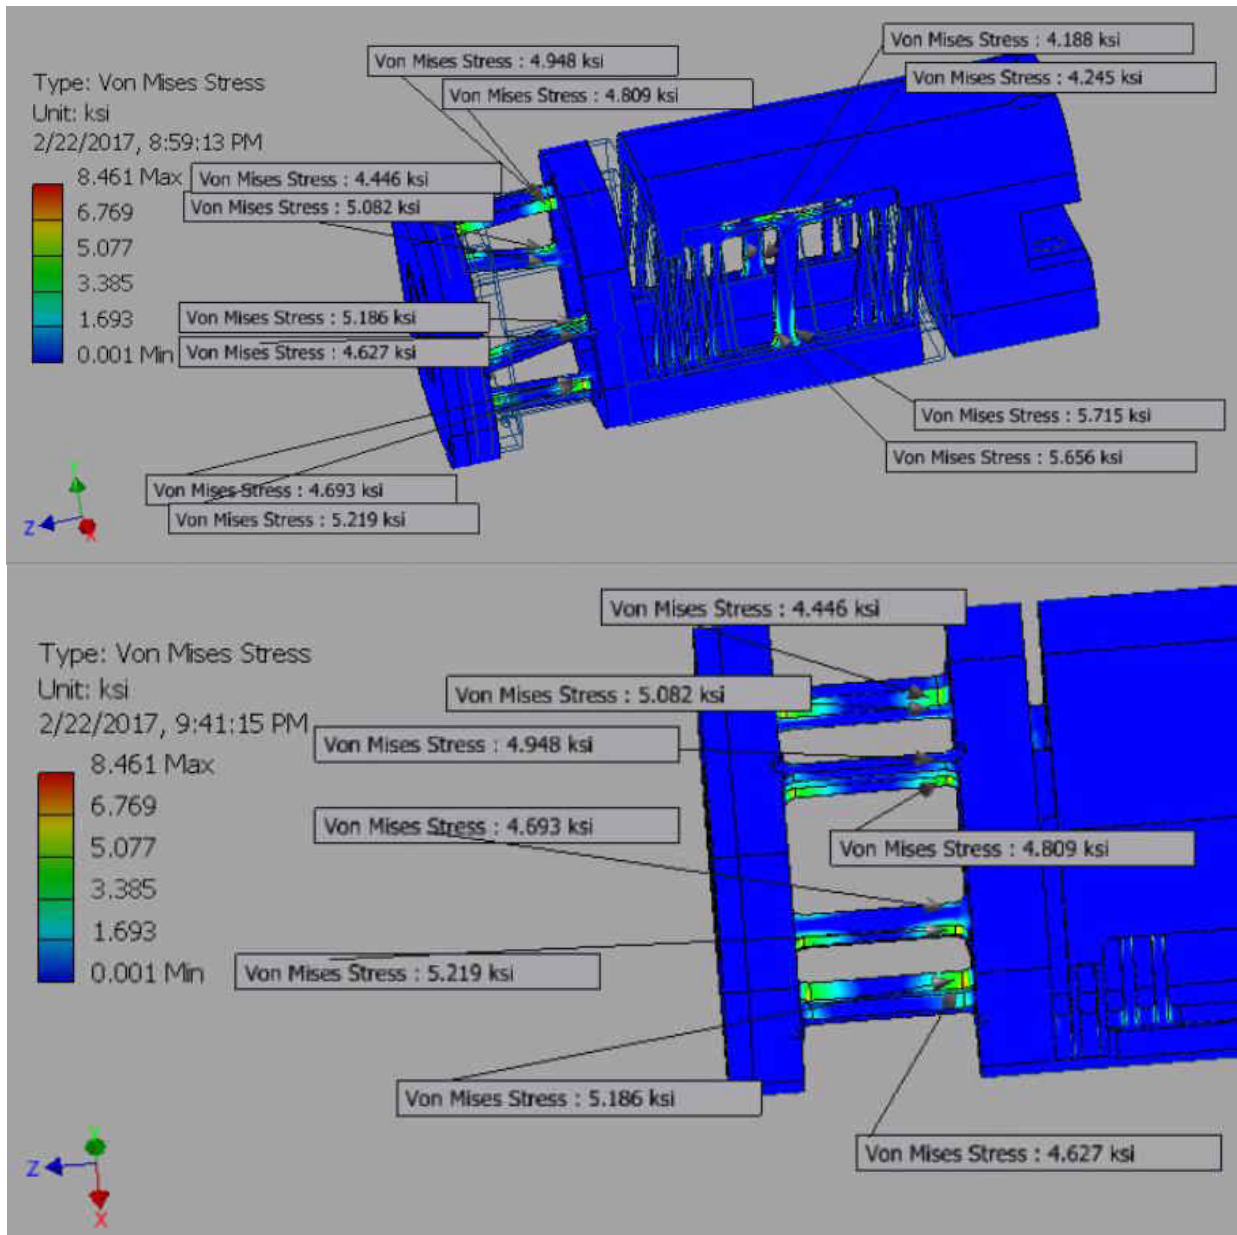 Type: Von Mises Stress
Unit: ksi
2/22/2017, 8:59:13 PM
8.461 Max
6.769
5.077
3.385
1.693
0.001 Min
Von Mises Stress : 4.948 ksi
Von Mises Stress : 4.809 ksi
Von Mises Stress : 4.188 ksi
Von Mises Stress : 4.245 ksi
Von Mises Stress : 4.446 ksi
Von Mises Stress : 5.082 ksi
Von Mises Stress : 5.186 ksi
Von Mises Stress : 4.627 ksi
Von Mises Stress : 5.715 ksi
Von Mises Stress : 5.656 ksi
Von Mises Stress : 4.693 ksi
Von Mises Stress : 5.219 ksi
Y
Z
X
Type: Von Mises Stress
Unit: ksi
2/22/2017, 9:41:15 PM
8.461 Max
6.769
5.077
3.385
1.693
0.001 Min
Von Mises Stress : 4.446 ksi
Von Mises Stress : 5.082 ksi
Von Mises Stress : 4.948 ksi
Von Mises Stress : 4.693 ksi
Von Mises Stress : 4.809 ksi
Von Mises Stress : 5.219 ksi
Von Mises Stress : 5.186 ksi
Von Mises Stress : 4.627 ksi
Y
Z
X